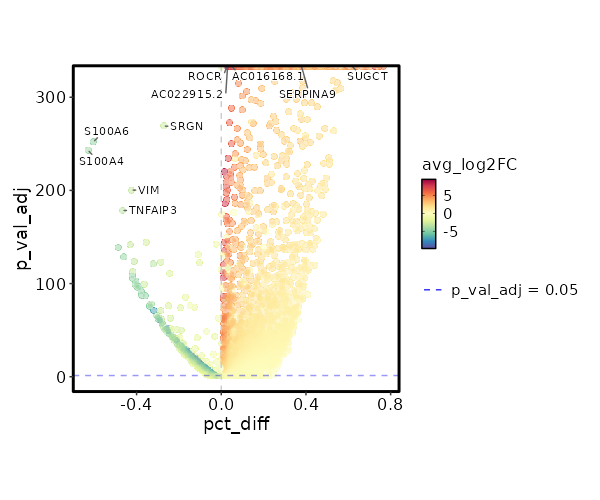 ROCR AC016168.1 SUGCT
AC022915.2 SERPINA9
SRGN
S100A6
S100A4
VIM
TNFAIP3
300
200
100
0
p_val_adj
-0.4 0.0 0.4 0.8
pct_diff
avg_log2FC
5
0
-5
p_val_adj = 0.05